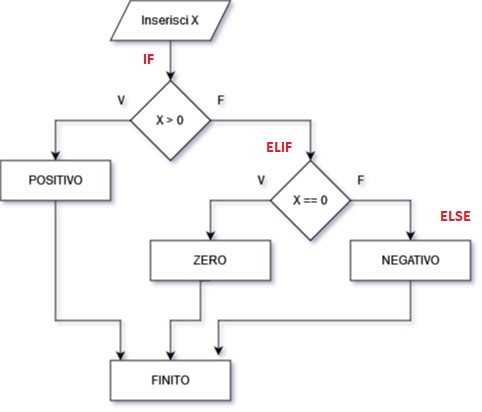 Inserisci X
IF
V
F
X > 0
ELIF
POSITIVO
V
F
X == 0
ELSE
ZERO
NEGATIVO
FINITO